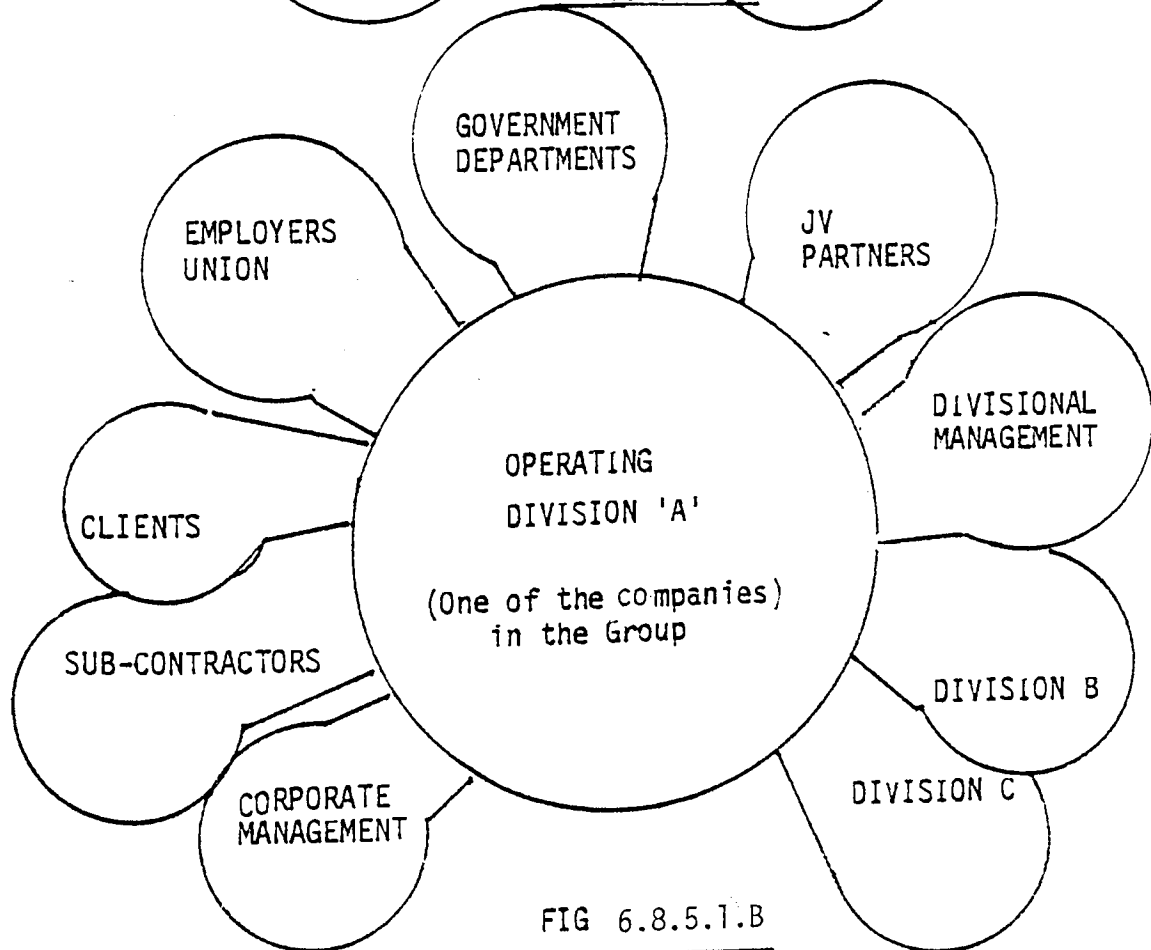 GOVERNMENT
DEPARTMENTS
JV
PARTNERS
EMPLOYERS
UNION
DIVISIONAL
MANAGEMENT
OPERATING
DIVISION 'A'
(One of the companies)
in the Group
CLIENTS
SUB-CONTRACTORS
DIVISION B
CORPORATE
MANAGEMENT
DIVISION C
FIG 6.8.5.1.B